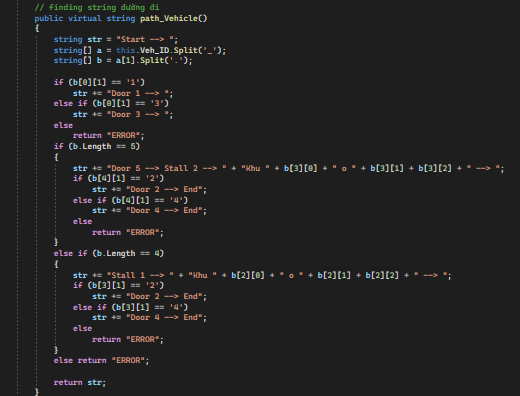 // finding string đường đi
public virtual string path_Vehicle()
{
string str = "Start --> ";
string[] a = this.Veh_ID.Split('_');
string[] b = a[1].Split('.');
if (b[0][1] == '1')
str += "Door 1 --> ";
else if (b[0][1] == '3')
str += "Door 3 --> ";
else
return "ERROR";
if (b.Length == 5)
{
str += "Door 5 --> Stall 2 --> " + "Khu " + b[3][0] + " o " + b[3][1] + b[3][2] + " --> ";
if (b[4][1] == '2')
str += "Door 2 --> End";
else if (b[4][1] == '4')
str += "Door 4 --> End";
else
return "ERROR";
}
else if (b.Length == 4)
{
str += "Stall 1 --> " + "Khu " + b[2][0] + " o " + b[2][1] + b[2][2] + " --> ";
if (b[3][1] == '2')
str += "Door 2 --> End";
else if (b[3][1] == '4')
str += "Door 4 --> End";
else
return "ERROR";
}
else return "ERROR";
return str;
}